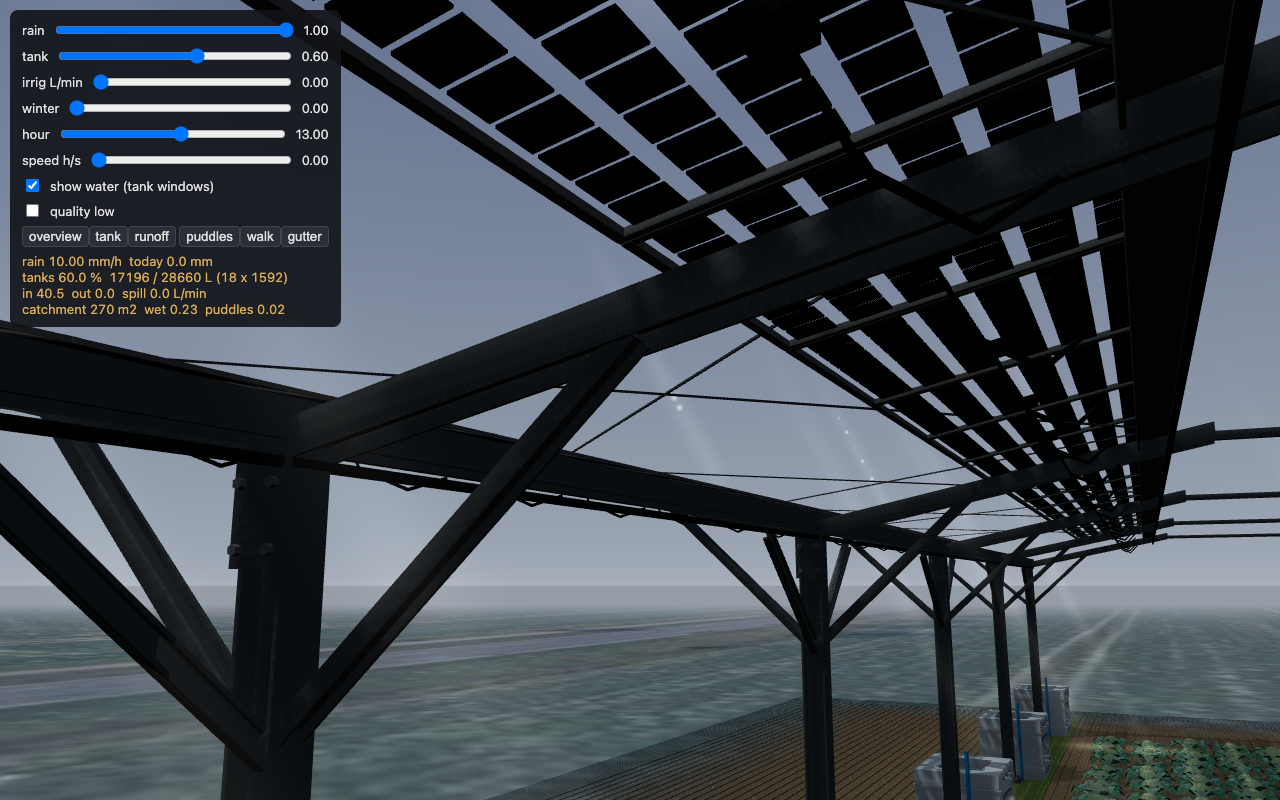 rain 1.00
tank 0.60
irrig L/min 0.00
winter 0.00
hour 13.00
speed h/s 0.00
show water (tank windows)
quality low
overview tank runoff puddles walk gutter
rain 10.00 mm/h today 0.0 mm
tanks 60.0 % 17196 / 28660 L (18 x 1592)
in 40.5 out 0.0 spill 0.0 L/min
catchment 270 m2 wet 0.23 puddles 0.02